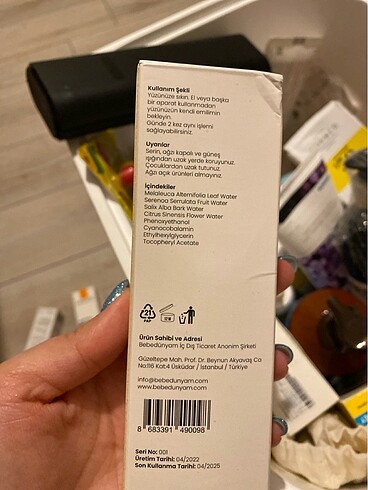 Kullanım Şekli
Yüzünüze sıkın. El veya başka
bir aparat kullanmadan
yüzünüzün kendi emilimin
bekleyin.
Günde 2 kez aynı işlemi
sağlayabilirsiniz.
Uyarılar
Serin, ağzı kapalı ve güneş
ışığından uzak yerde koruyunuz.
Çocuklardan uzak tutunuz.
Ağzı açık ürünleri almayınız.
İçindekiler
Melaleuca Alternifolia Leaf Water
Serenoa Serrulata Fruit Water
Salix Alba Bark Water
Citrus Sinensis Flower Water
Phenoxyethanol
Cyanocobalamin
Ethylhexylglycerin
Tocopheryl Acetate
21
PAP
12 M
Ürün Sahibi ve Adresi
Bebedünyam İç Dış Ticaret Anonim Şirketi
Güzeltepe Mah. Prof. Dr. Beynun Akyavaş Ca
No:116 Kat:4 Üsküdar / İstanbul / Türkiye
info@bebedunyam.com
www.bebedunyam.com
8 683391 490098
Seri No: 001
Üretim Tarihi: 04/2022
Son Kullanma Tarihi: 04/2025